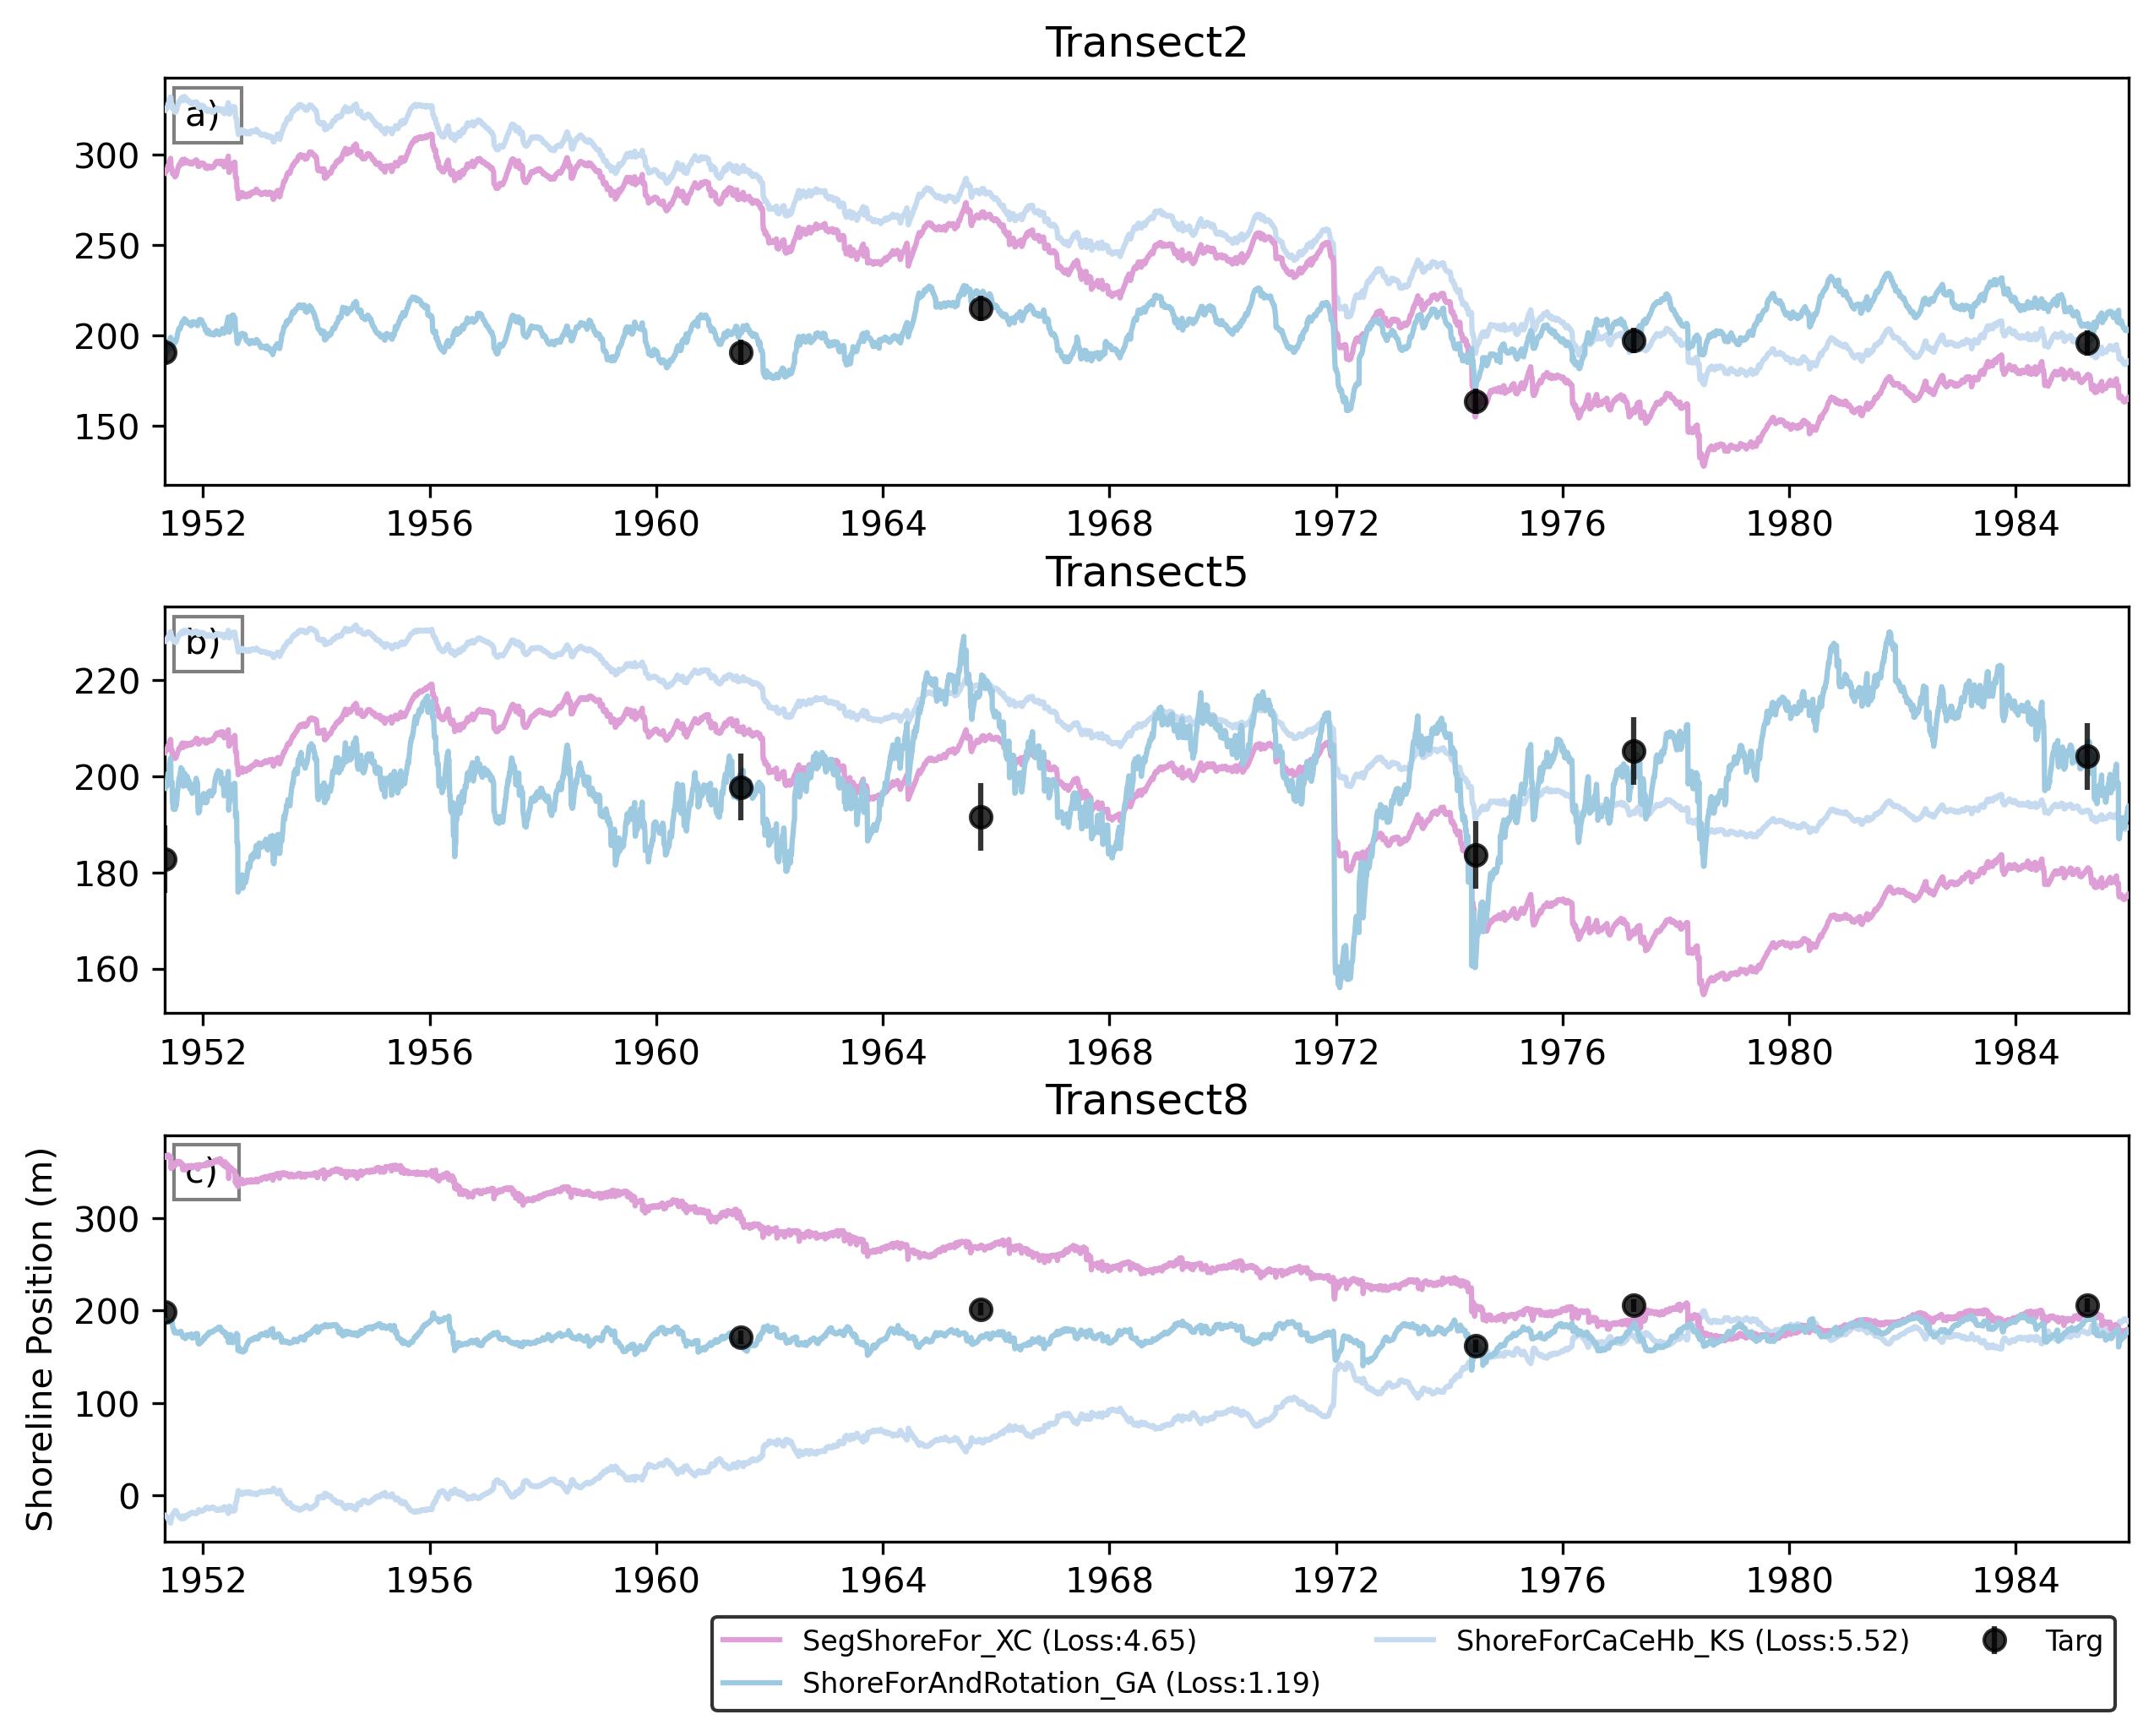 Transect2
a)
300
250
200
150
1952 1956 1960 1964 1968 1972 1976 1980 1984
Transect5
b)
220
200
180
160
1952 1956 1960 1964 1968 1972 1976 1980 1984
Transect8
c)
Shoreline Position (m)
300
200
100
0
1952 1956 1960 1964 1968 1972 1976 1980 1984
SegShoreFor_XC (Loss:4.65) ShoreForCaCeHb_KS (Loss:5.52) Targ
ShoreForAndRotation_GA (Loss:1.19)